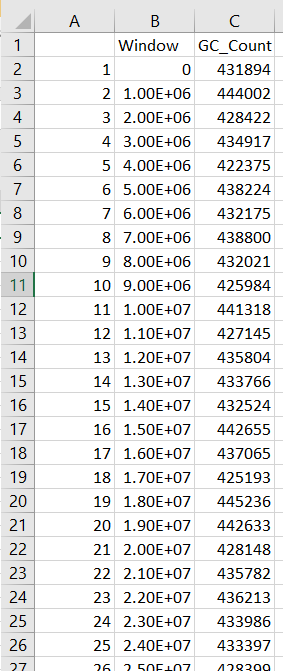 A B C
1 Window GC_Count
2 1 0 431894
3 2 1.00E+06 444002
4 3 2.00E+06 428422
5 4 3.00E+06 434917
6 5 4.00E+06 422375
7 6 5.00E+06 438224
8 7 6.00E+06 432175
9 8 7.00E+06 438800
10 9 8.00E+06 432021
11 10 9.00E+06 425984
12 11 1.00E+07 441318
13 12 1.10E+07 427145
14 13 1.20E+07 435804
15 14 1.30E+07 433766
16 15 1.40E+07 432524
17 16 1.50E+07 442655
18 17 1.60E+07 437065
19 18 1.70E+07 425193
20 19 1.80E+07 445236
21 20 1.90E+07 442633
22 21 2.00E+07 428148
23 22 2.10E+07 435782
24 23 2.20E+07 436213
25 24 2.30E+07 433986
26 25 2.40E+07 433397
27 26 2.50E+07 428399